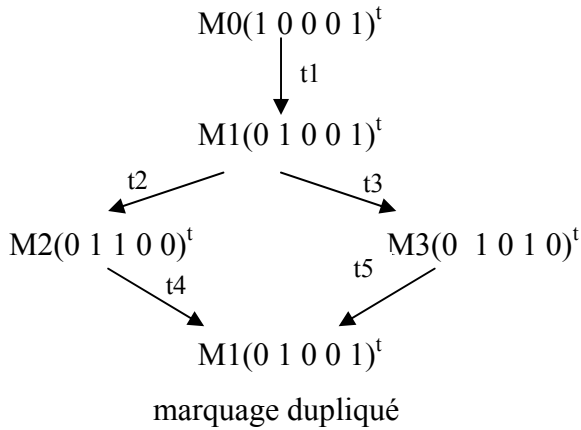 M0(1 0 0 0 1)^t
t1
M1(0 1 0 0 1)^t
t2 t3
M2(0 1 1 0 0)^t M3(0 1 0 1 0)^t
t4 t5
M1(0 1 0 0 1)^t
marquage dupliqué